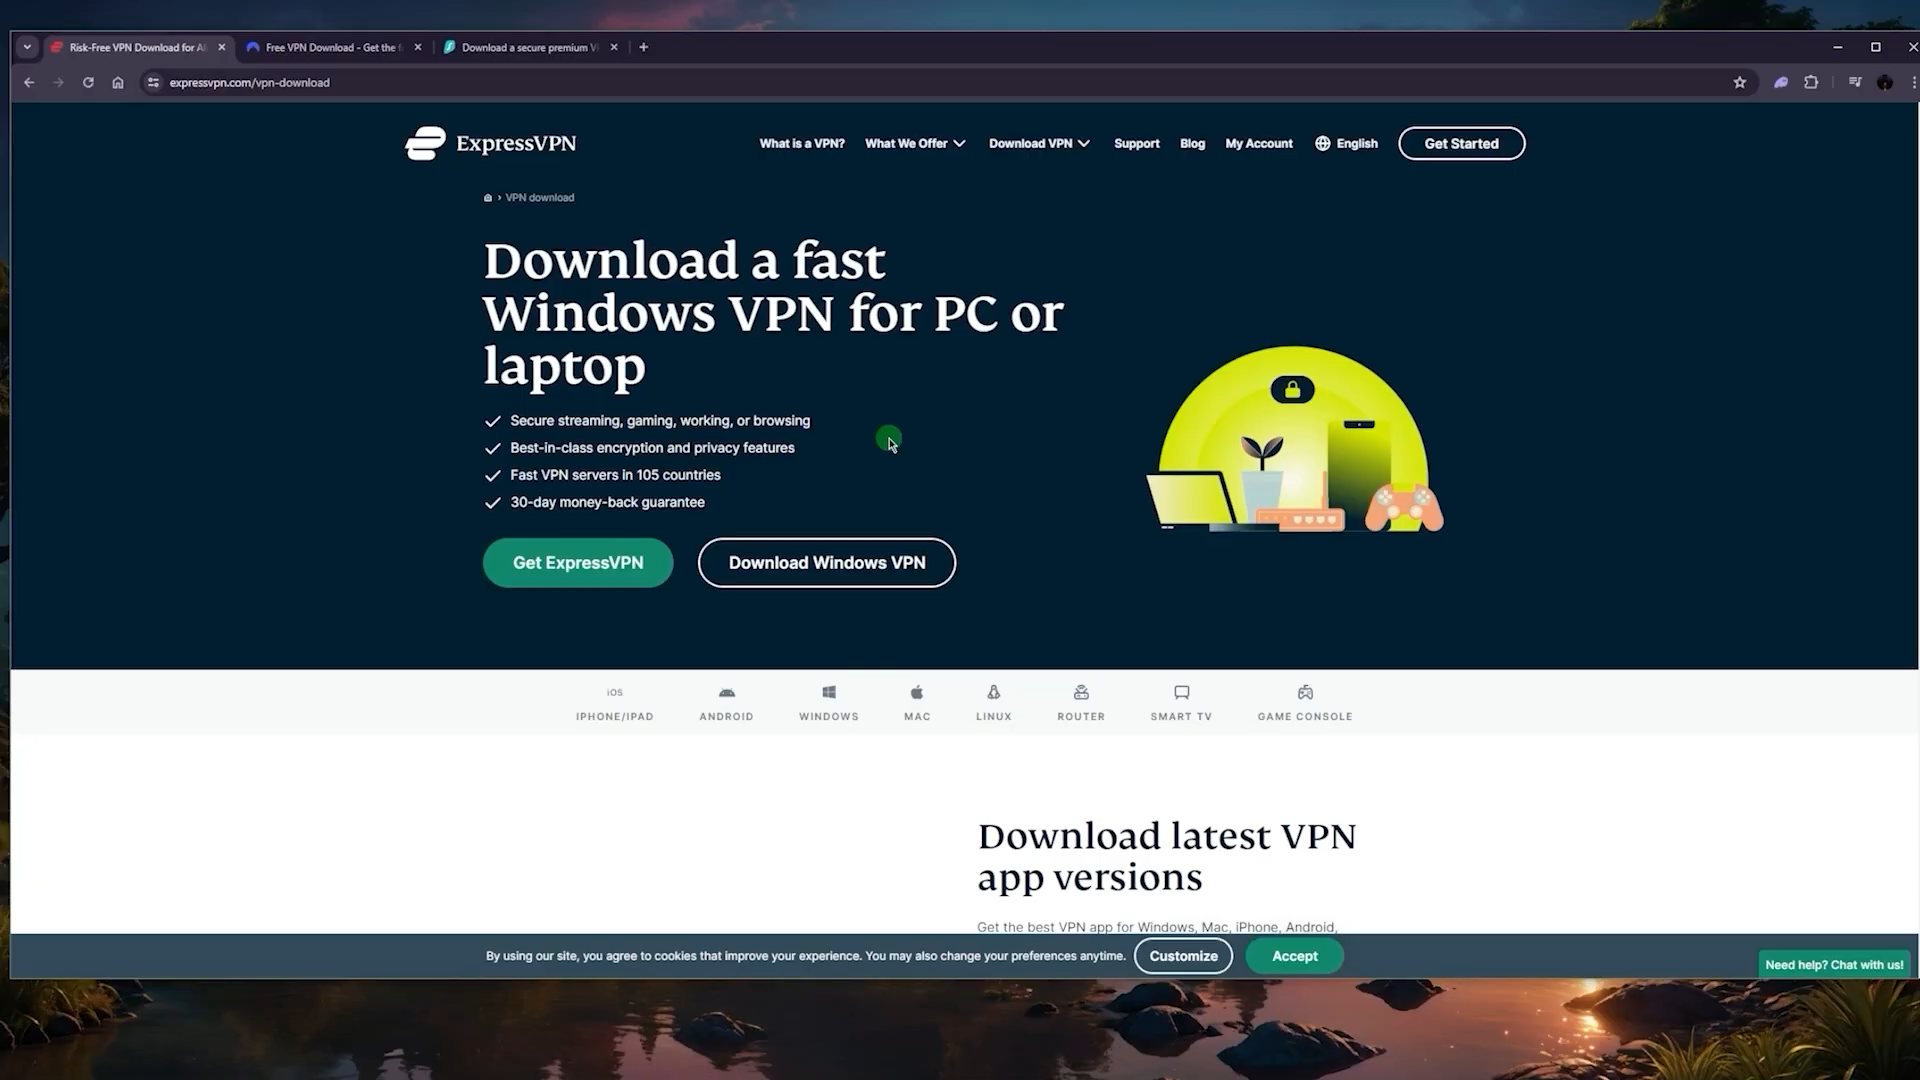 Risk-Free VPN Download for Al
Free VPN Download - Get the f
Download a secure premium V
expressvpn.com/vpn-download
ExpressVPN
What is a VPN?
What We Offer
Download VPN
Support
Blog
My Account
English
Get Started
VPN download
Download a fast
Windows VPN for PC or
laptop
Secure streaming, gaming, working, or browsing
Best-in-class encryption and privacy features
Fast VPN servers in 105 countries
30-day money-back guarantee
Get ExpressVPN
Download Windows VPN
iOS
IPHONE/IPAD
ANDROID
WINDOWS
MAC
LINUX
ROUTER
SMART TV
GAME CONSOLE
Download latest VPN
app versions
Get the best VPN app for Windows, Mac, iPhone, Android,
By using our site, you agree to cookies that improve your experience. You may also change your preferences anytime.
Customize
Accept
Need help? Chat with us!